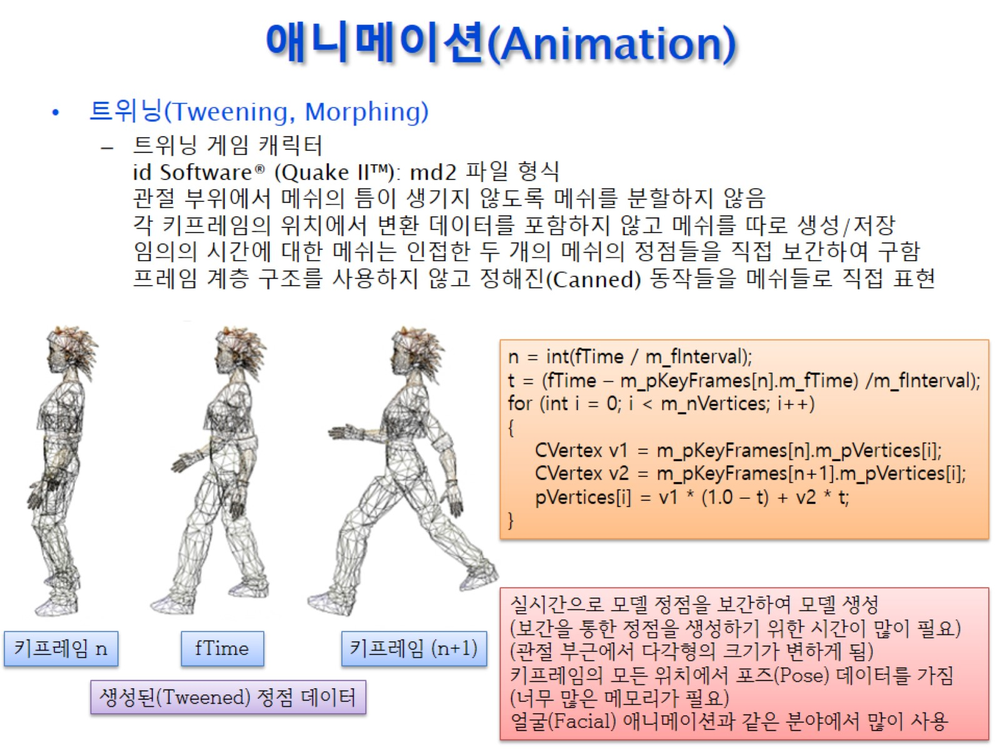 애니메이션(Animation)
• 트위닝(Tweening, Morphing)
– 트위닝 게임 캐릭터
id Software® (Quake II™): md2 파일 형식
관절 부위에서 메쉬의 틈이 생기지 않도록 메쉬를 분할하지 않음
각 키프레임의 위치에서 변환 데이터를 포함하지 않고 메쉬를 따로 생성/저장
임의의 시간에 대한 메쉬는 인접한 두 개의 메쉬의 정점들을 직접 보간하여 구함
프레임 계층 구조를 사용하지 않고 정해진(Canned) 동작들을 메쉬들로 직접 표현
n = int(fTime / m_fInterval);
t = (fTime – m_pKeyFrames[n].m_fTime) /m_fInterval);
for (int i = 0; i < m_nVertices; i++)
{
CVertex v1 = m_pKeyFrames[n].m_pVertices[i];
CVertex v2 = m_pKeyFrames[n+1].m_pVertices[i];
pVertices[i] = v1 * (1.0 – t) + v2 * t;
}
키프레임 n
fTime
키프레임 (n+1)
생성된(Tweened) 정점 데이터
실시간으로 모델 정점을 보간하여 모델 생성
(보간을 통한 정점을 생성하기 위한 시간이 많이 필요)
(관절 부근에서 다각형의 크기가 변하게 됨)
키프레임의 모든 위치에서 포즈(Pose) 데이터를 가짐
(너무 많은 메모리가 필요)
얼굴(Facial) 애니메이션과 같은 분야에서 많이 사용